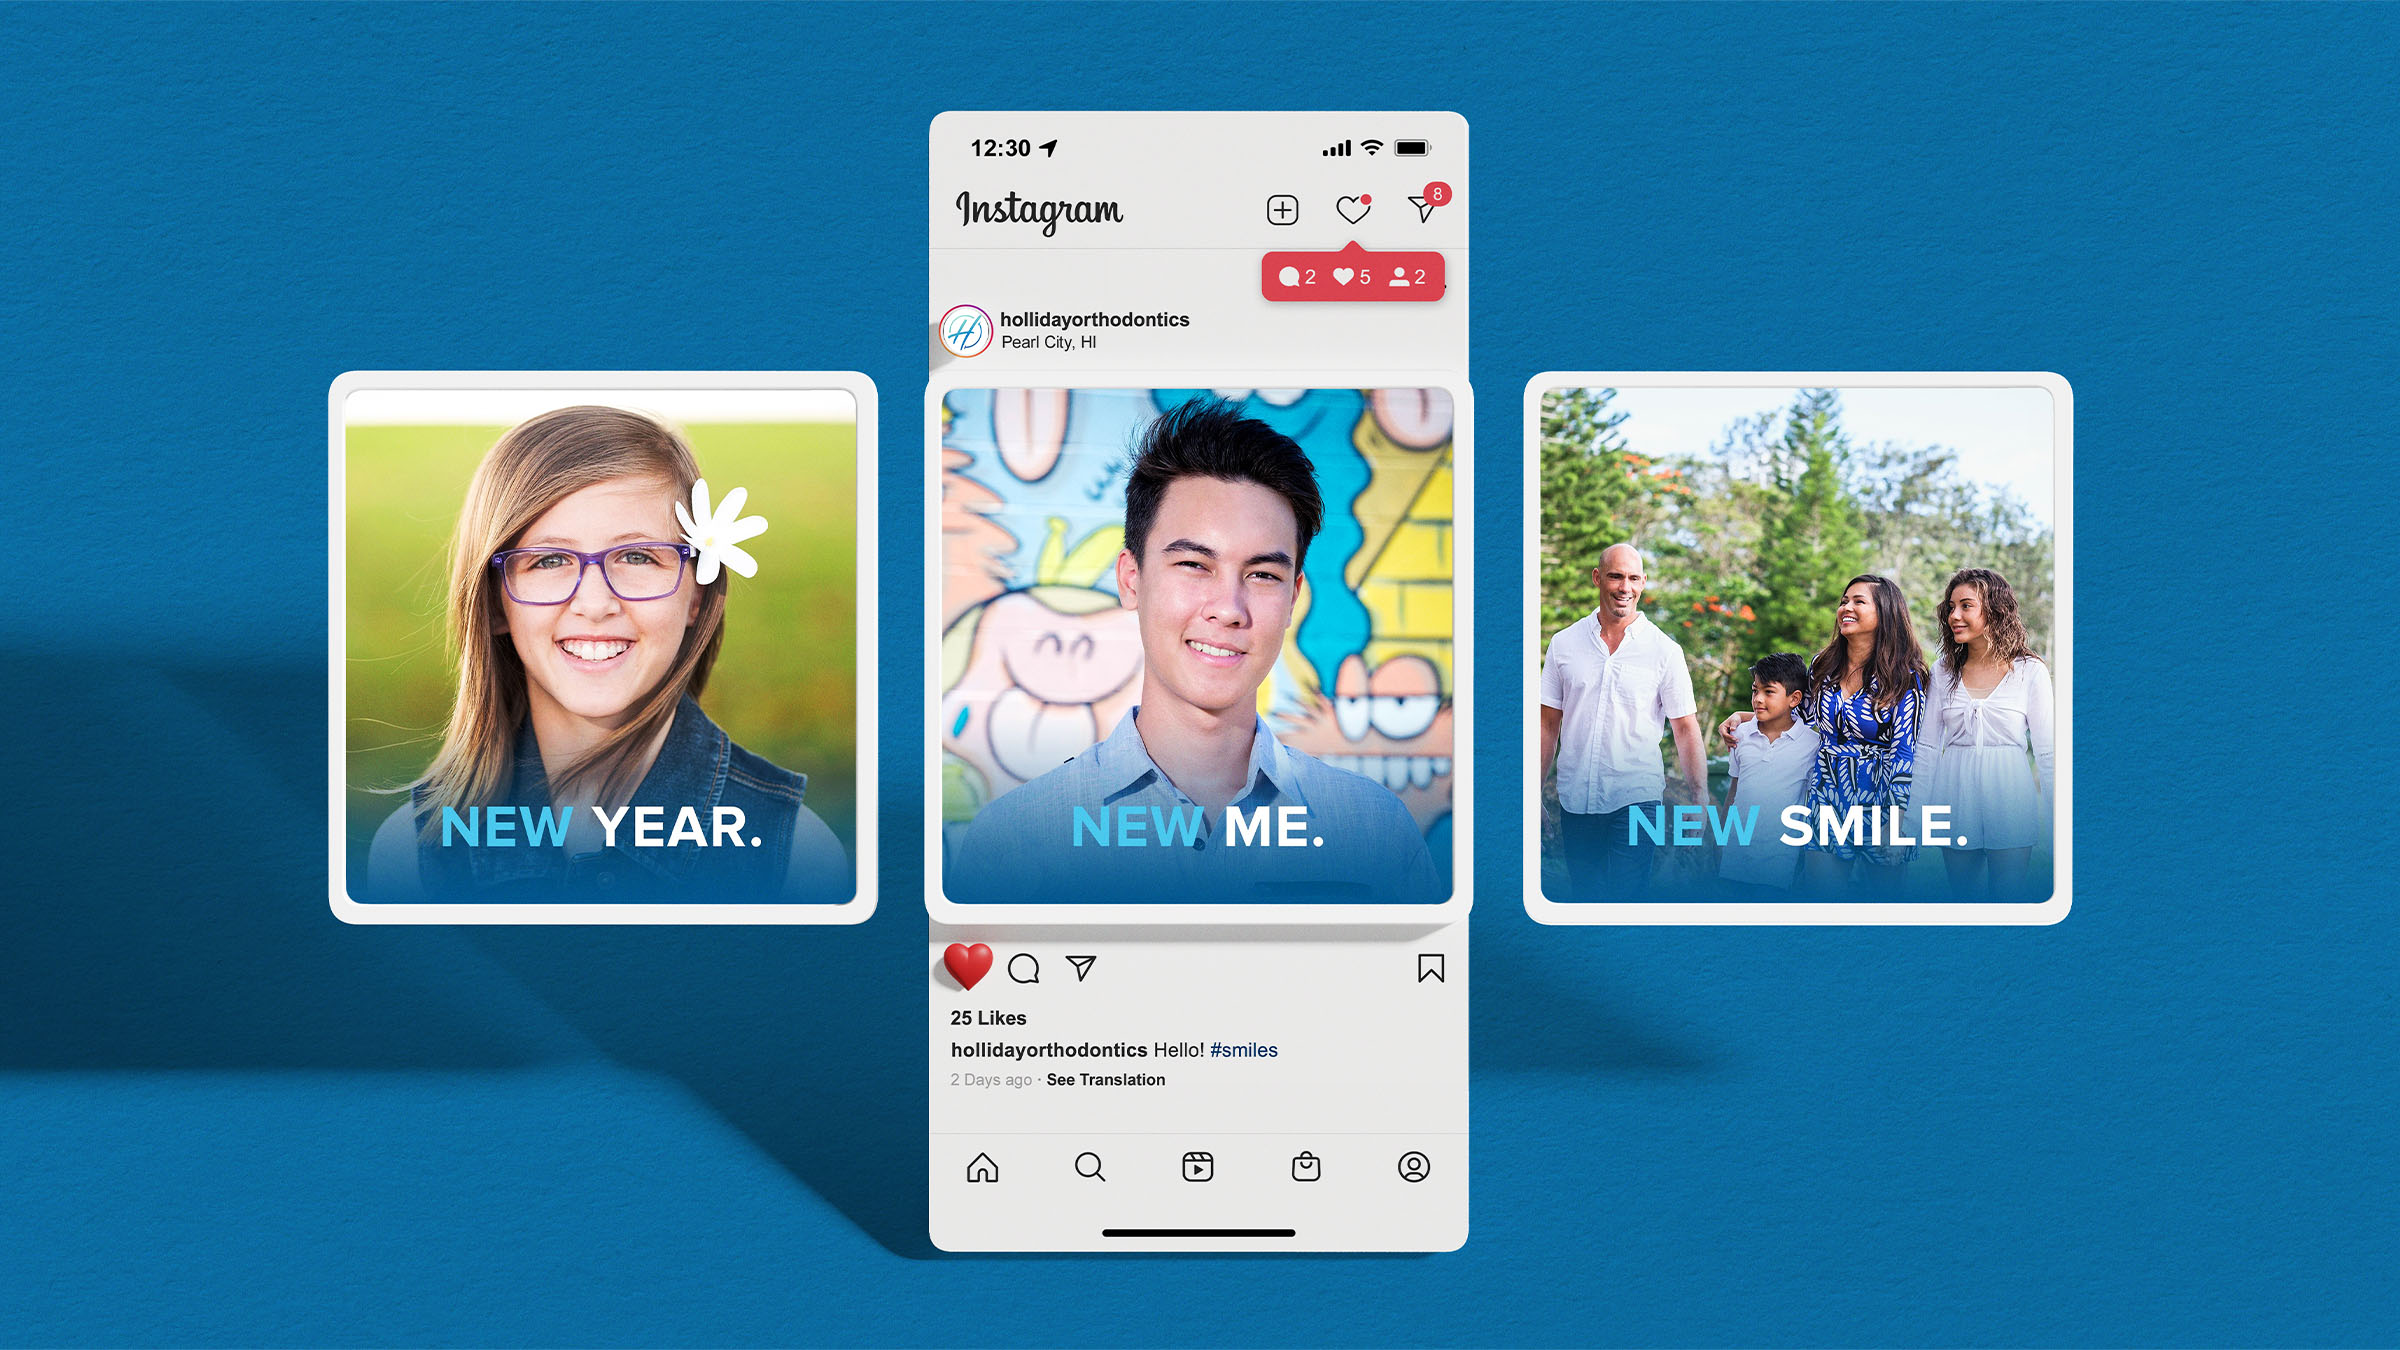 12:30
Instagram
8
2 5 2
hollidayorthodontics
Pearl City, HI
NEW YEAR.
NEW ME.
NEW SMILE.
25 Likes
hollidayorthodontics Hello! #smiles
2 Days ago · See Translation